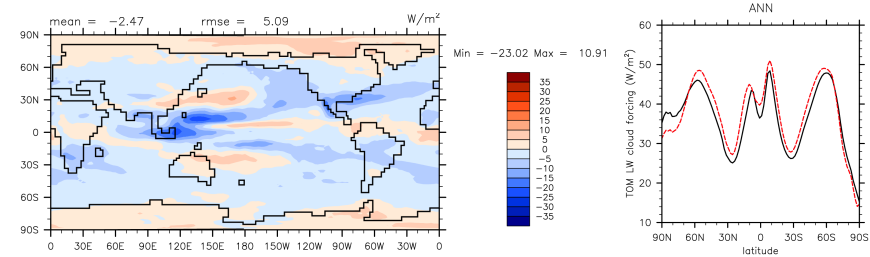 mean = −2.47 rmse = 5.09 W/m²
90N
60N
30N
0
30S
60S
90S
0 30E 60E 90E 120E 150E 180 150W 120W 90W 60W 30W 0
Min = −23.02 Max = 10.91
35
30
25
20
15
10
5
0
−5
−10
−15
−20
−25
−30
−35
ANN
TOM LW cloud forcing (W/m²)
60
50
40
30
20
10
90N 60N 30N 0 30S 60S 90S
latitude